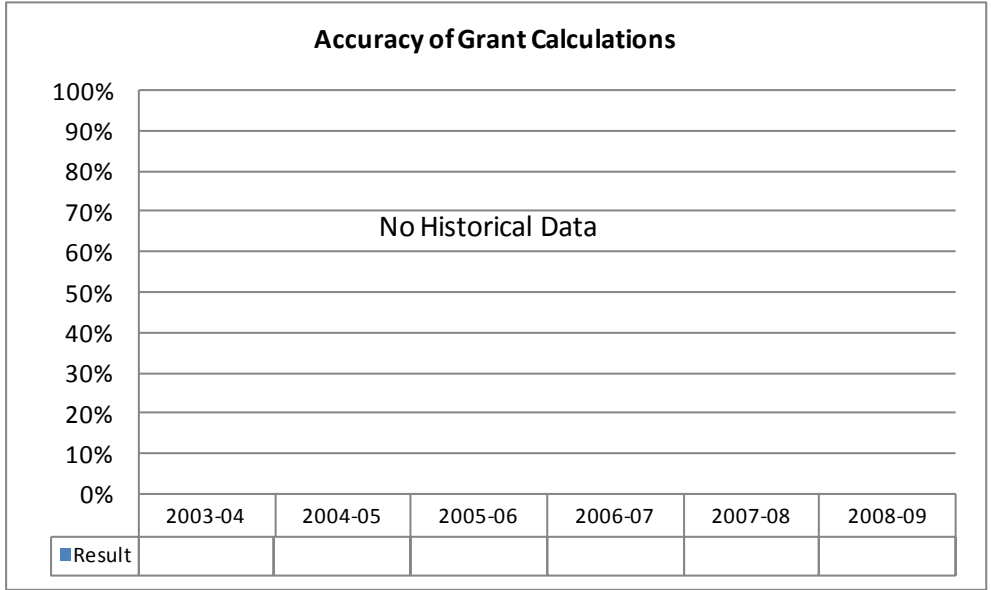 Accuracy of Grant Calculations
100%
90%
80%
70%
No Historical Data
60%
50%
40%
30%
20%
10%
0%
2003-04 2004-05 2005-06 2006-07 2007-08 2008-09
Result